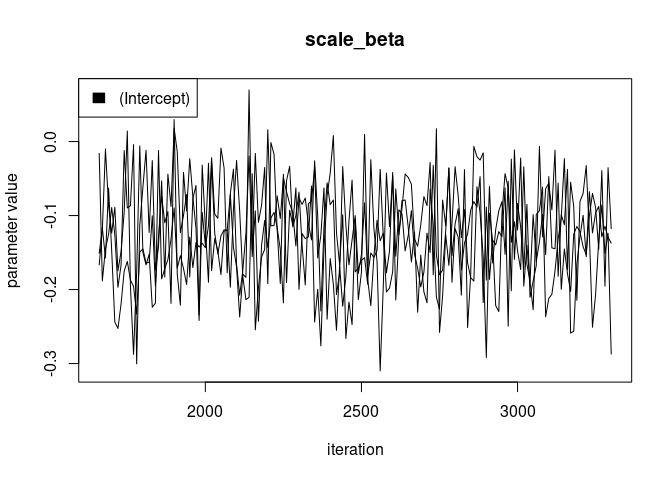 scale_beta
(Intercept)
0.0
-0.1
-0.2
-0.3
parameter value
2000
2500
3000
iteration